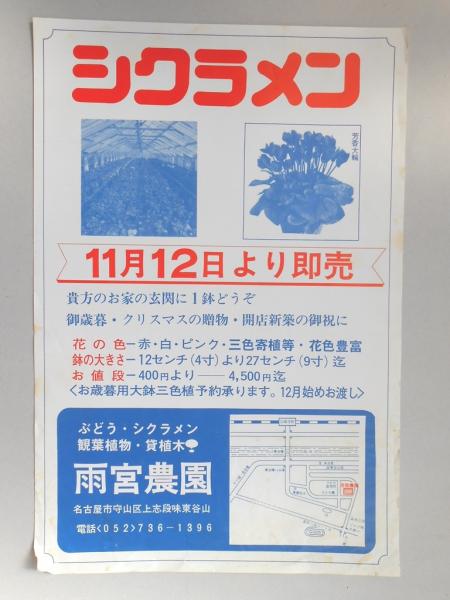 シクラメン
芳香大輪
11月12日より即売
貴方のお家の玄関に1鉢どうぞ
御歳暮・クリスマスの贈物・開店新築の御祝に
花の色－赤・白・ピンク・三色寄植等・花色豊富
鉢の大きさ－12センチ(4寸)より27センチ(9寸)迄
お値段－400円より――4,500円迄
<お歳暮用大鉢三色植予約承ります。12月始めお渡し>
ぶどう・シクラメン
観葉植物・貸植木
雨宮農園
名古屋市守山区上志段味東谷山
電話<052>736-1396